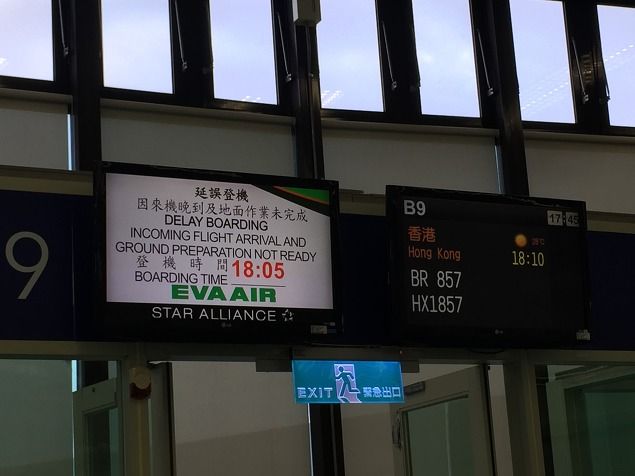 9
延誤登機
因來機晚到及地面作業未完成
DELAY BOARDING
INCOMING FLIGHT ARRIVAL AND
GROUND PREPARATION NOT READY
登機時間 18:05
BOARDING TIME
EVA AIR
STAR ALLIANCE
LG
B9 17:45
香港 28°C
Hong Kong 18:10
BR 857
HX1857
LG
EXIT 緊急出口